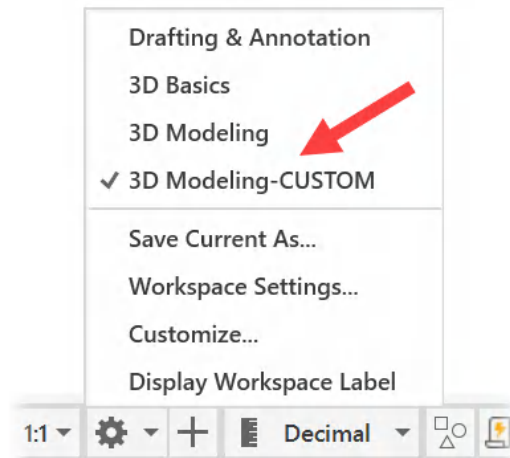 Drafting & Annotation
3D Basics
3D Modeling
3D Modeling-CUSTOM
Save Current As...
Workspace Settings...
Customize...
Display Workspace Label
1:1 Decimal